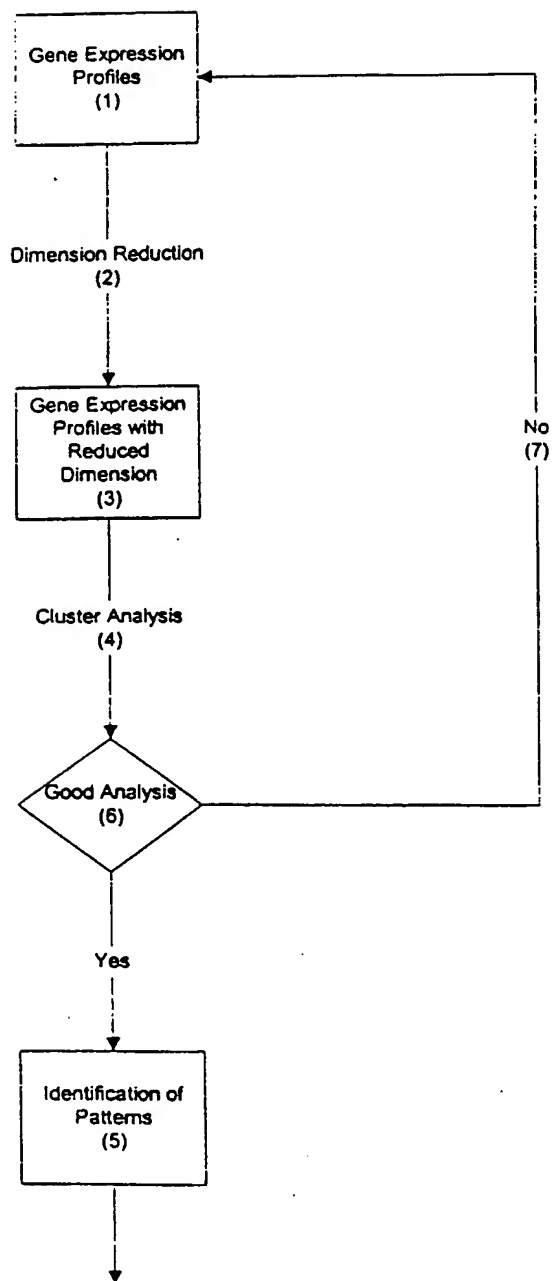 Gene Expression
Profiles
(1)
Dimension Reduction
(2)
Gene Expression
Profiles with
Reduced
Dimension
(3)
No
(7)
Cluster Analysis
(4)
Good Analysis
(6)
Yes
Identification of
Patterns
(5)